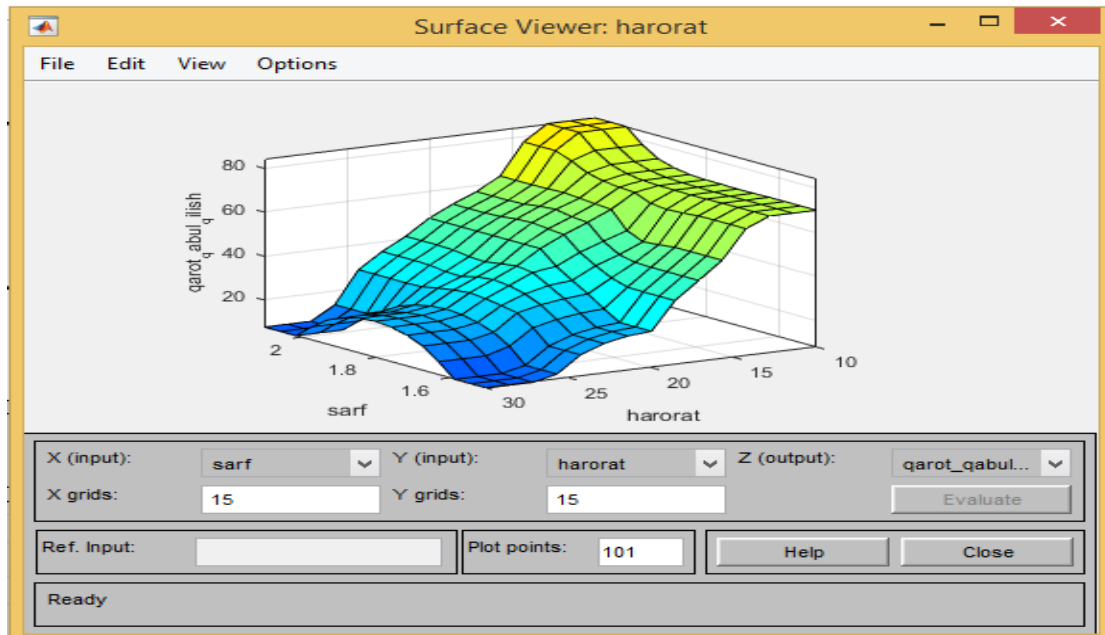 Surface Viewer: harorat
File Edit View Options
80
60
40
20
qarot_qabul_qilish
2
1.8
1.6
sarf
30
25
20
15
10
harorat
X (input): sarf Y (input): harorat Z (output): qarot_qabul...
X grids: 15 Y grids: 15 Evaluate
Ref. Input: Plot points: 101 Help Close
Ready